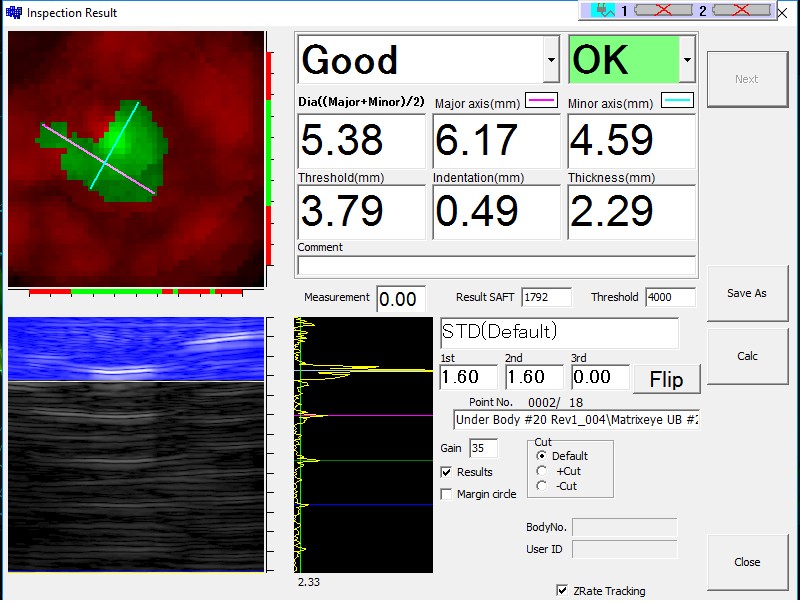 Inspection Result
1 2
Good OK
Next
Dia((Major+Minor)/2) Major axis(mm) Minor axis(mm)
5.38 6.17 4.59
Threshold(mm) Indentation(mm) Thickness(mm)
3.79 0.49 2.29
Comment
Measurement 0.00 Result SAFT 1792 Threshold 4000
Save As
STD(Default)
Calc
1st 2nd 3rd
1.60 1.60 0.00 Flip
Point No. 0002/ 18
Under Body #20 Rev1_004\Matrixeye UB #2
Gain 35
Cut
Default
+Cut
-Cut
Results
Margin circle
BodyNo.
User ID
Close
2.33
ZRate Tracking